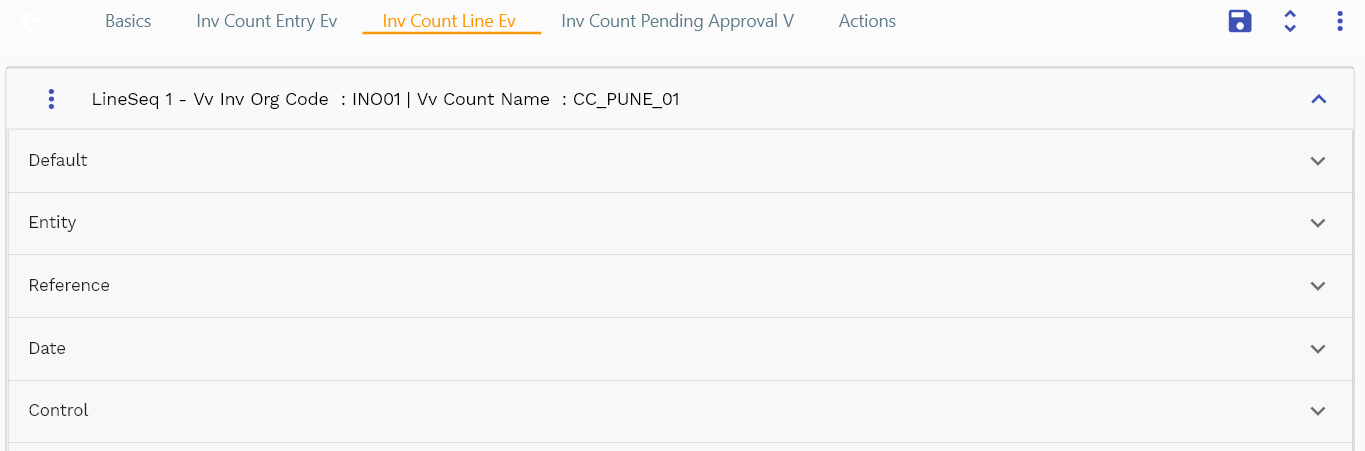 Basics Inv Count Entry Ev Inv Count Line Ev Inv Count Pending Approval V Actions
LineSeq 1 - Vv Inv Org Code : INO01 | Vv Count Name : CC_PUNE_01
Default
Entity
Reference
Date
Control